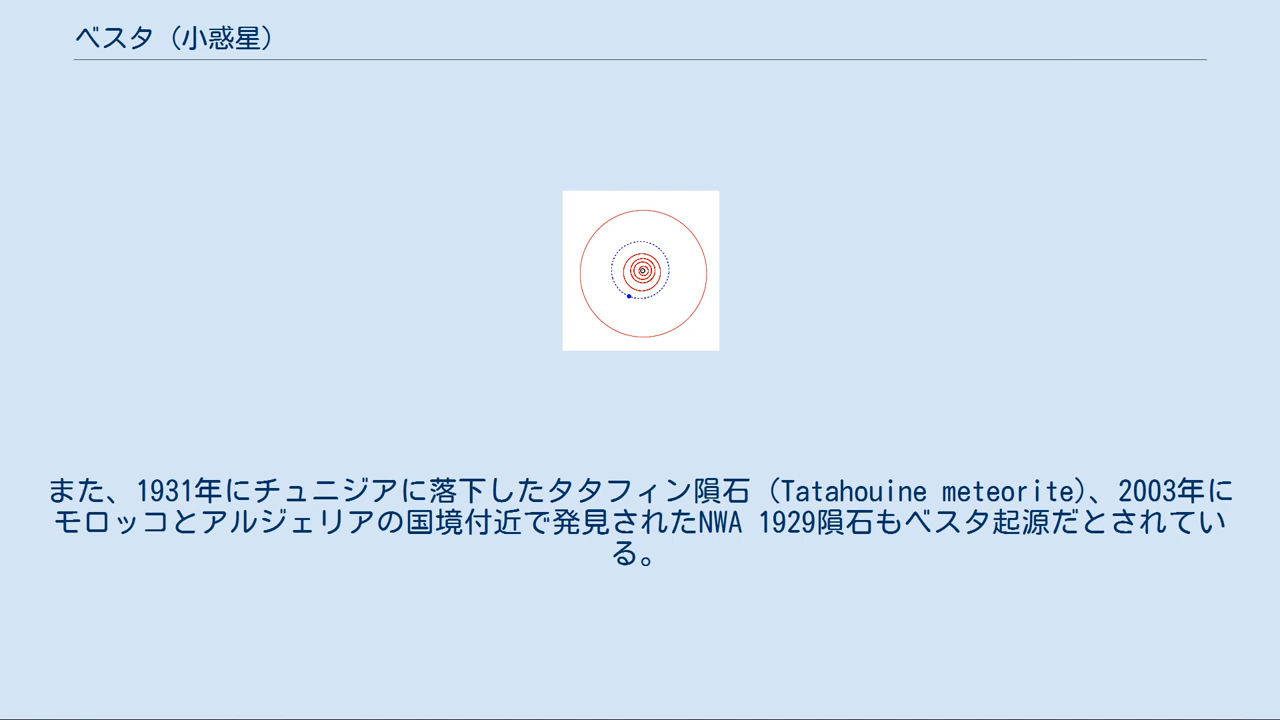 ベスタ（小惑星）
また、1931年にチュニジアに落下したタタフィン隕石（Tatahouine meteorite)、2003年に
モロッコとアルジェリアの国境付近で発見されたNWA 1929隕石もベスタ起源だとされてい
る。